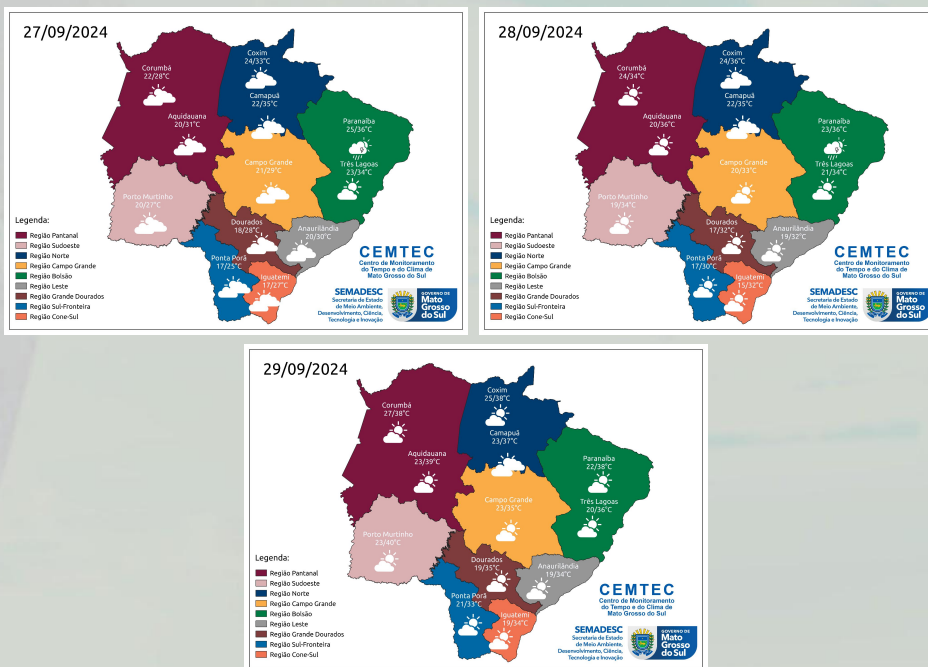 27/09/2024
Coxim
24/33°C
Corumbá
22/28°C
Camapuã
22/35°C
Aquidauana
20/31°C
Paranaíba
25/36°C
Campo Grande
21/29°C
Três Lagoas
23/34°C
Porto Murtinho
20/27°C
Dourados
18/28°C
Anaurilândia
20/30°C
Ponta Porã
17/25°C
Iguatemi
17/27°C
Legenda:
Região Pantanal
Região Sudoeste
Região Norte
Região Campo Grande
Região Bolsão
Região Leste
Região Grande Dourados
Região Sul-Fronteira
Região Cone-Sul
CEMTEC
Centro de Monitoramento
do Tempo e do Clima de
Mato Grosso do Sul
SEMADESC
Secretaria de Estado
de Meio Ambiente,
Desenvolvimento, Ciência,
Tecnologia e Inovação
GOVERNO DE
Mato
Grosso
do Sul
28/09/2024
Coxim
24/36°C
Corumbá
24/34°C
Camapuã
22/35°C
Aquidauana
20/36°C
Paranaíba
23/36°C
Campo Grande
20/33°C
Três Lagoas
21/34°C
Porto Murtinho
19/34°C
Dourados
17/32°C
Anaurilândia
19/32°C
Ponta Porã
17/30°C
Iguatemi
15/32°C
Legenda:
Região Pantanal
Região Sudoeste
Região Norte
Região Campo Grande
Região Bolsão
Região Leste
Região Grande Dourados
Região Sul-Fronteira
Região Cone-Sul
CEMTEC
Centro de Monitoramento
do Tempo e do Clima de
Mato Grosso do Sul
SEMADESC
Secretaria de Estado
de Meio Ambiente,
Desenvolvimento, Ciência,
Tecnologia e Inovação
GOVERNO DE
Mato
Grosso
do Sul
29/09/2024
Coxim
25/38°C
Corumbá
27/38°C
Camapuã
23/37°C
Aquidauana
23/39°C
Paranaíba
22/38°C
Campo Grande
23/35°C
Três Lagoas
20/36°C
Porto Murtinho
23/40°C
Dourados
19/35°C
Anaurilândia
19/34°C
Ponta Porã
21/33°C
Iguatemi
19/34°C
Legenda:
Região Pantanal
Região Sudoeste
Região Norte
Região Campo Grande
Região Bolsão
Região Leste
Região Grande Dourados
Região Sul-Fronteira
Região Cone-Sul
CEMTEC
Centro de Monitoramento
do Tempo e do Clima de
Mato Grosso do Sul
SEMADESC
Secretaria de Estado
de Meio Ambiente,
Desenvolvimento, Ciência,
Tecnologia e Inovação
GOVERNO DE
Mato
Grosso
do Sul